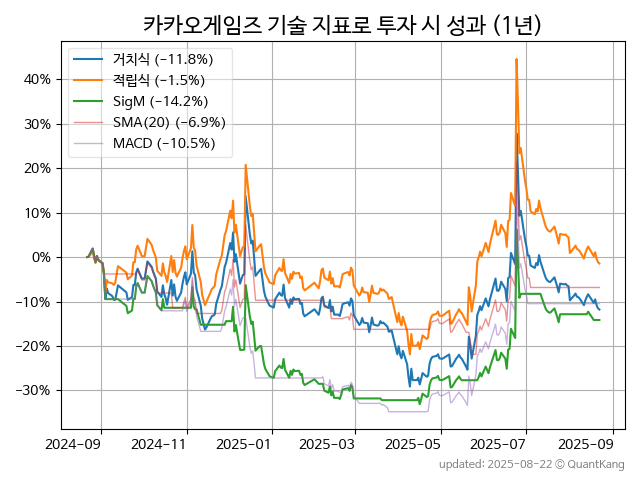 카카오게임즈 기술 지표로 투자 시 성과 (1년)
거치식 (−11.8%)
적립식 (−1.5%)
SigM (−14.2%)
SMA(20) (−6.9%)
MACD (−10.5%)
40%
30%
20%
10%
0%
−10%
−20%
−30%
2024-09 2024-11 2025-01 2025-03 2025-05 2025-07 2025-09
updated: 2025-08-22 ⓒ QuantKang